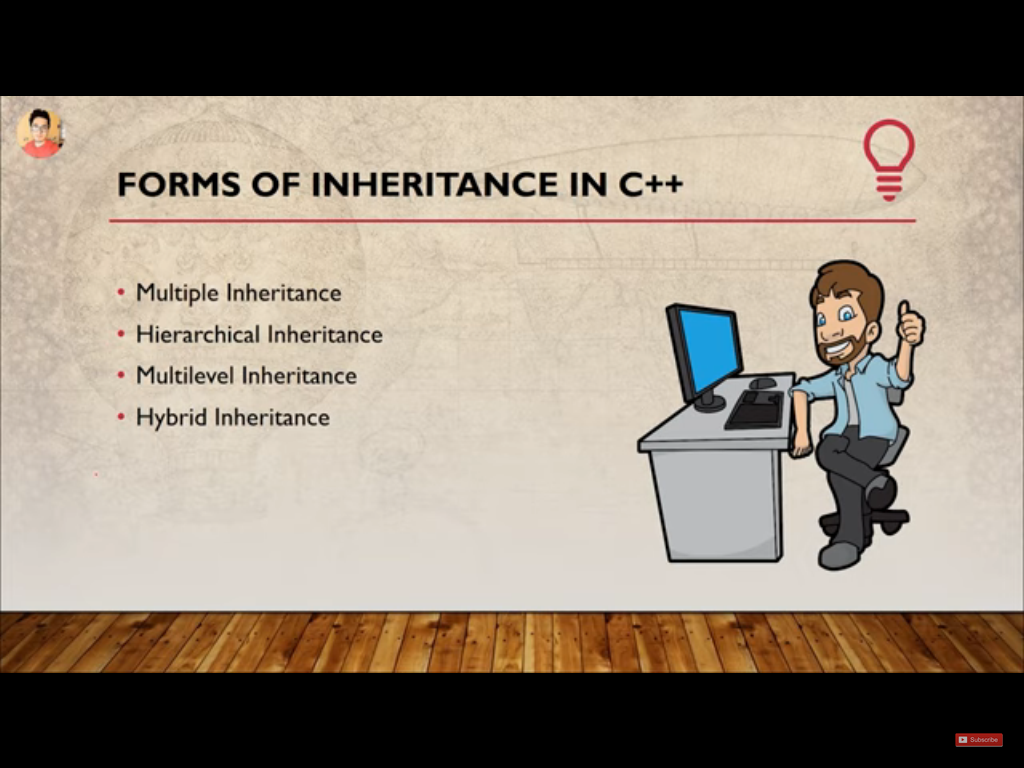 FORMS OF INHERITANCE IN C++
• Multiple Inheritance
• Hierarchical Inheritance
• Multilevel Inheritance
• Hybrid Inheritance
Subscribe